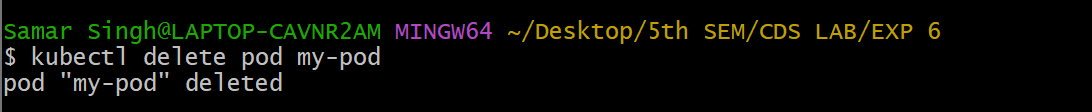 Samar Singh@LAPTOP-CAVNR2AM MINGW64 ~/Desktop/5th SEM/CDS LAB/EXP 6
$ kubectl delete pod my-pod
pod "my-pod" deleted